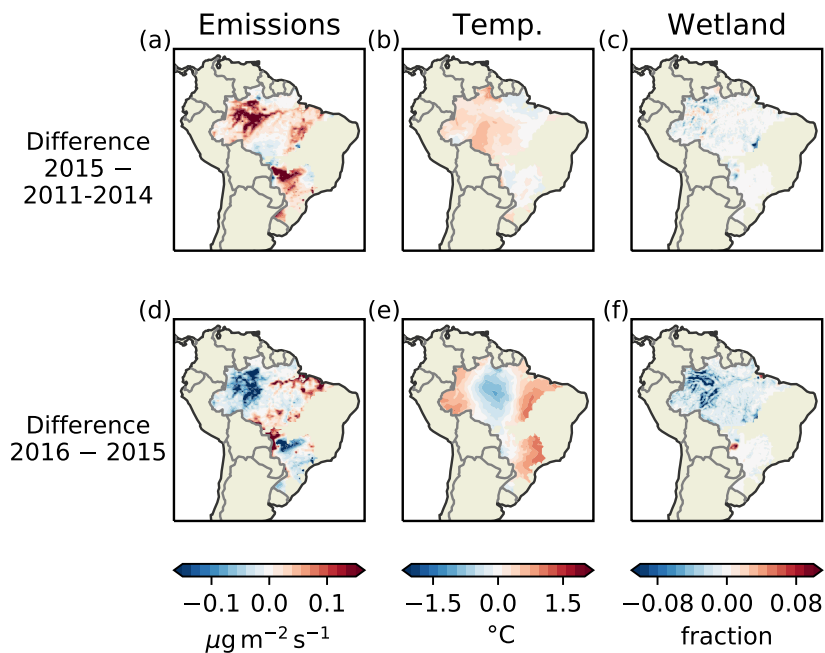 Emissions Temp. Wetland
(a) (b) (c)
Difference
2015 −
2011-2014
(d) (e) (f)
Difference
2016 − 2015
−0.1 0.0 0.1 −1.5 0.0 1.5 −0.08 0.00 0.08
μg m⁻² s⁻¹ °C fraction